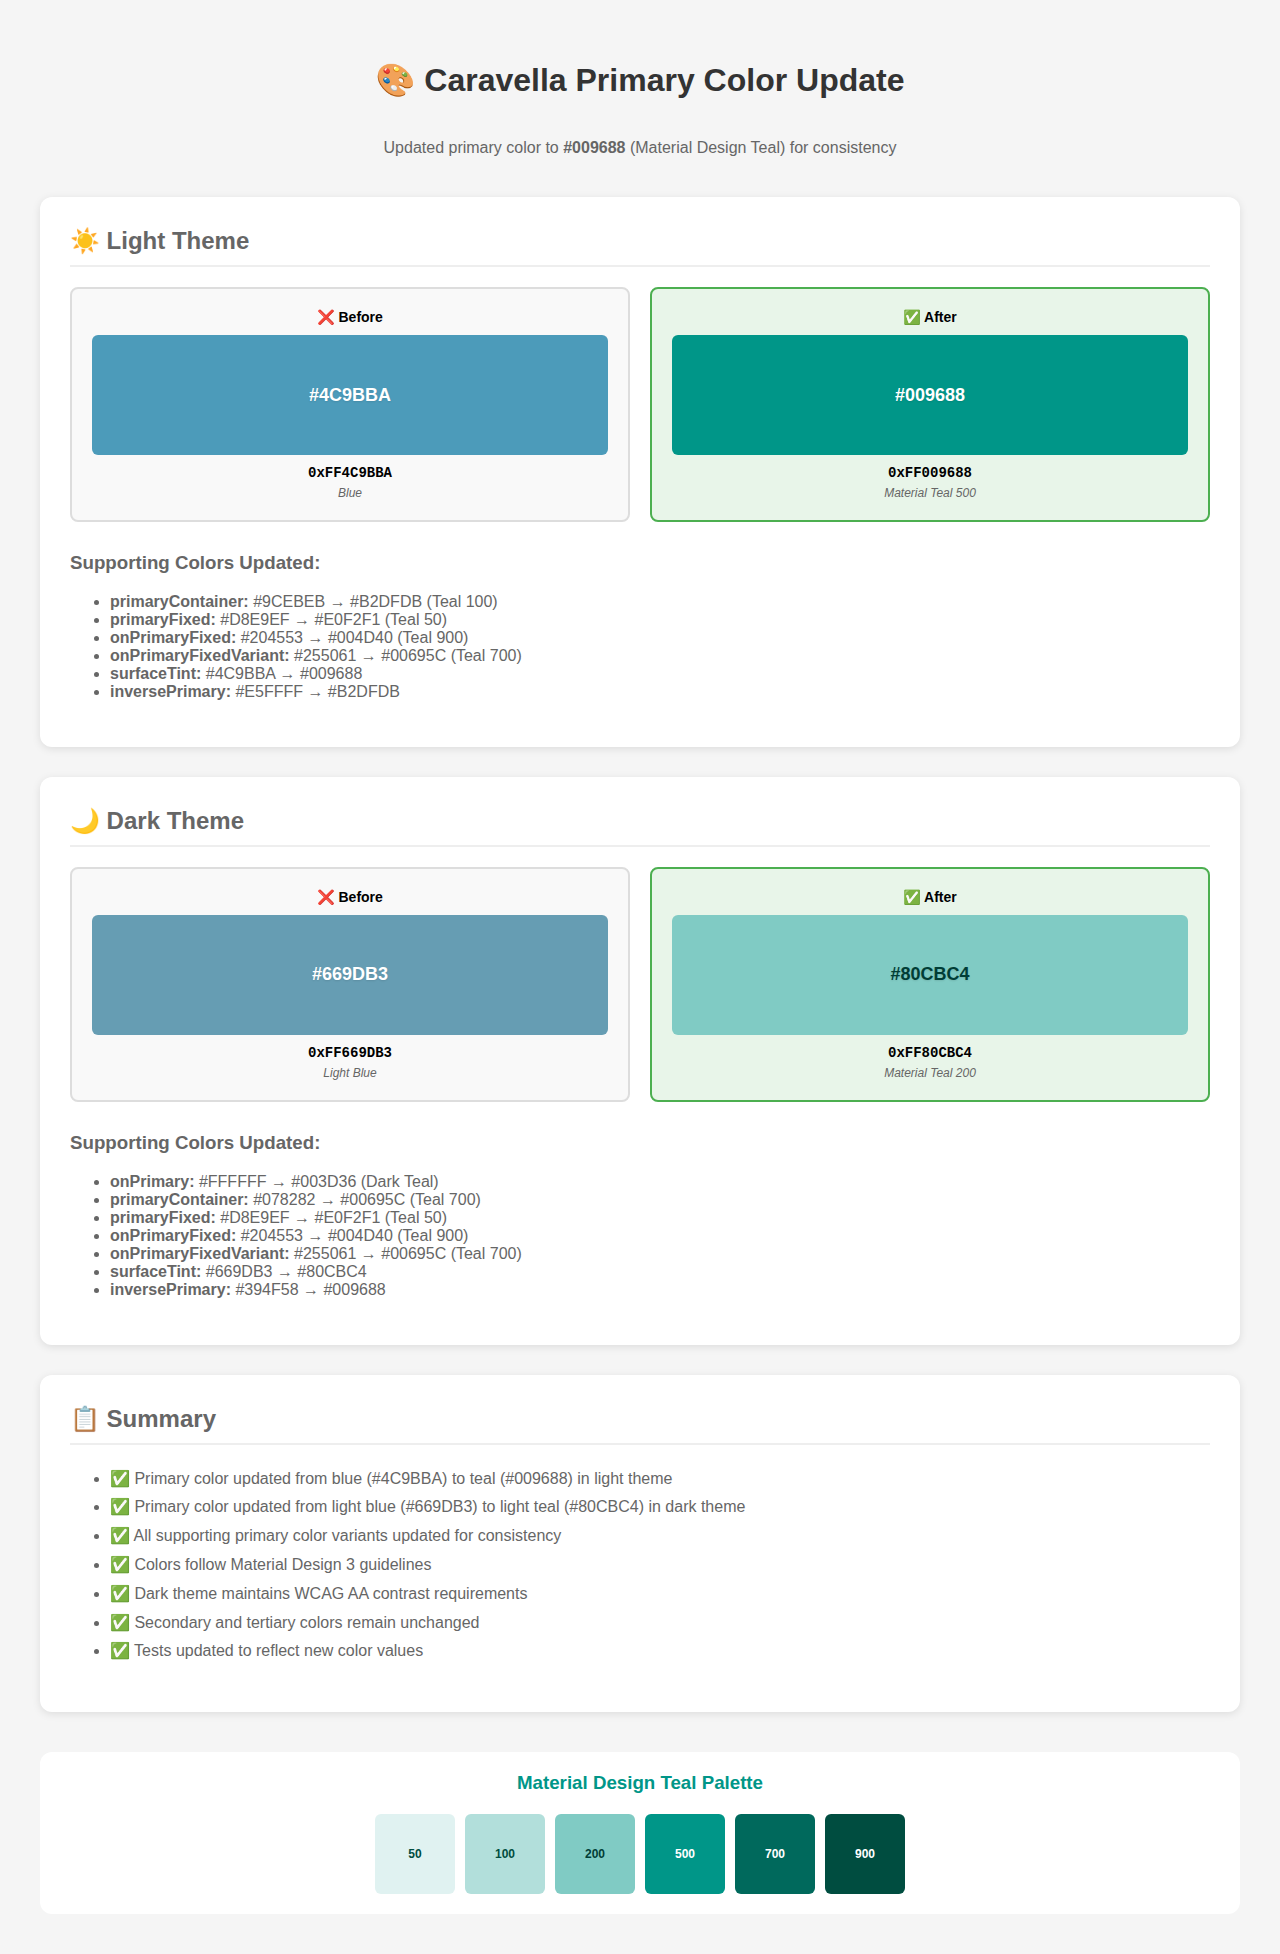 🎨 Caravella Primary Color Update
Updated primary color to #009688 (Material Design Teal) for consistency
☀️ Light Theme
❌ Before
#4C9BBA
0xFF4C9BBA
Blue
✅ After
#009688
0xFF009688
Material Teal 500
Supporting Colors Updated:
• primaryContainer: #9CEBEB → #B2DFDB (Teal 100)
• primaryFixed: #D8E9EF → #E0F2F1 (Teal 50)
• onPrimaryFixed: #204553 → #004D40 (Teal 900)
• onPrimaryFixedVariant: #255061 → #00695C (Teal 700)
• surfaceTint: #4C9BBA → #009688
• inversePrimary: #E5FFFF → #B2DFDB
🌙 Dark Theme
❌ Before
#669DB3
0xFF669DB3
Light Blue
✅ After
#80CBC4
0xFF80CBC4
Material Teal 200
Supporting Colors Updated:
• onPrimary: #FFFFFF → #003D36 (Dark Teal)
• primaryContainer: #078282 → #00695C (Teal 700)
• primaryFixed: #D8E9EF → #E0F2F1 (Teal 50)
• onPrimaryFixed: #204553 → #004D40 (Teal 900)
• onPrimaryFixedVariant: #255061 → #00695C (Teal 700)
• surfaceTint: #669DB3 → #80CBC4
• inversePrimary: #394F58 → #009688
📋 Summary
• ✅ Primary color updated from blue (#4C9BBA) to teal (#009688) in light theme
• ✅ Primary color updated from light blue (#669DB3) to light teal (#80CBC4) in dark theme
• ✅ All supporting primary color variants updated for consistency
• ✅ Colors follow Material Design 3 guidelines
• ✅ Dark theme maintains WCAG AA contrast requirements
• ✅ Secondary and tertiary colors remain unchanged
• ✅ Tests updated to reflect new color values
Material Design Teal Palette
50
100
200
500
700
900